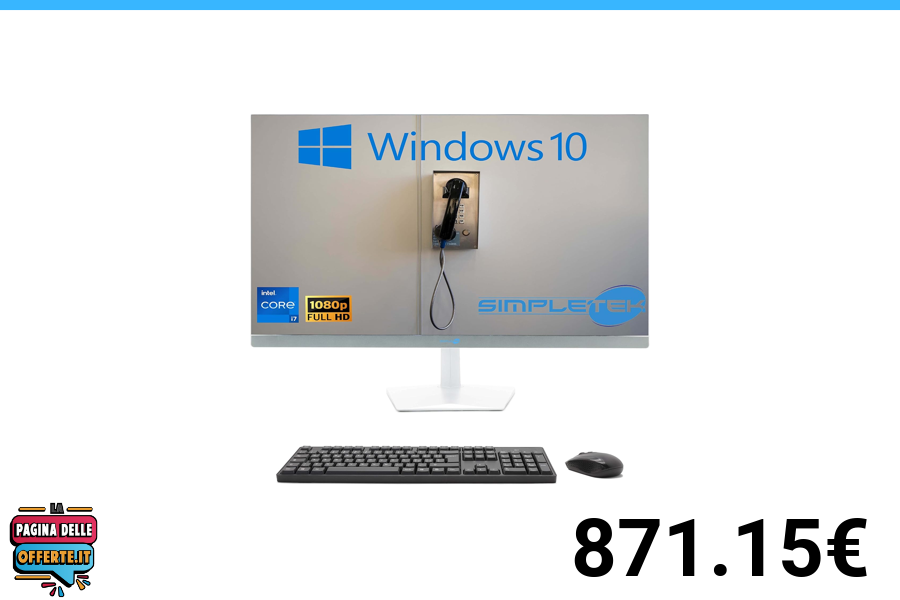 Windows 10
intel
CORE
i7
1080p
FULL HD
SIMPLETEK
LA
PAGINA DELLE
OFFERTE.IT
871.15€